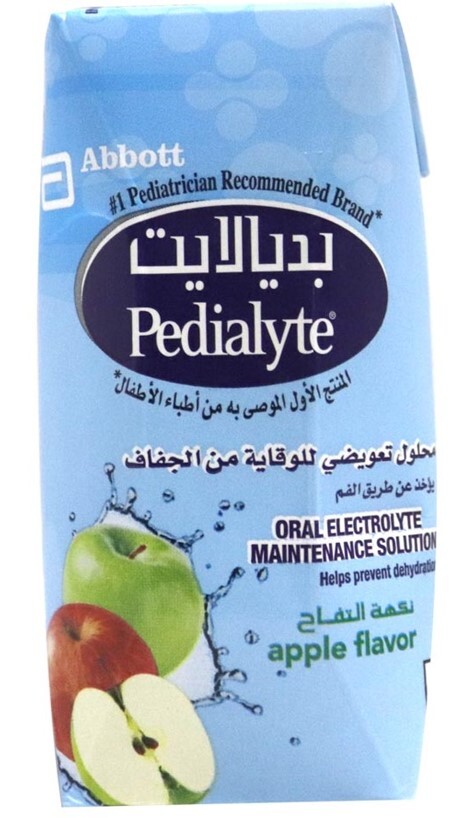 Abbott
#1 Pediatrician Recommended Brand*
بديالايت
Pedialyte®
المنتج الأول الموصى به من أطباء الأطفال*
محلول تعويضي للوقاية من الجفاف
يؤخذ عن طريق الفم
ORAL ELECTROLYTE
MAINTENANCE SOLUTION
Helps prevent dehydration
نكهة التفاح
apple flavor